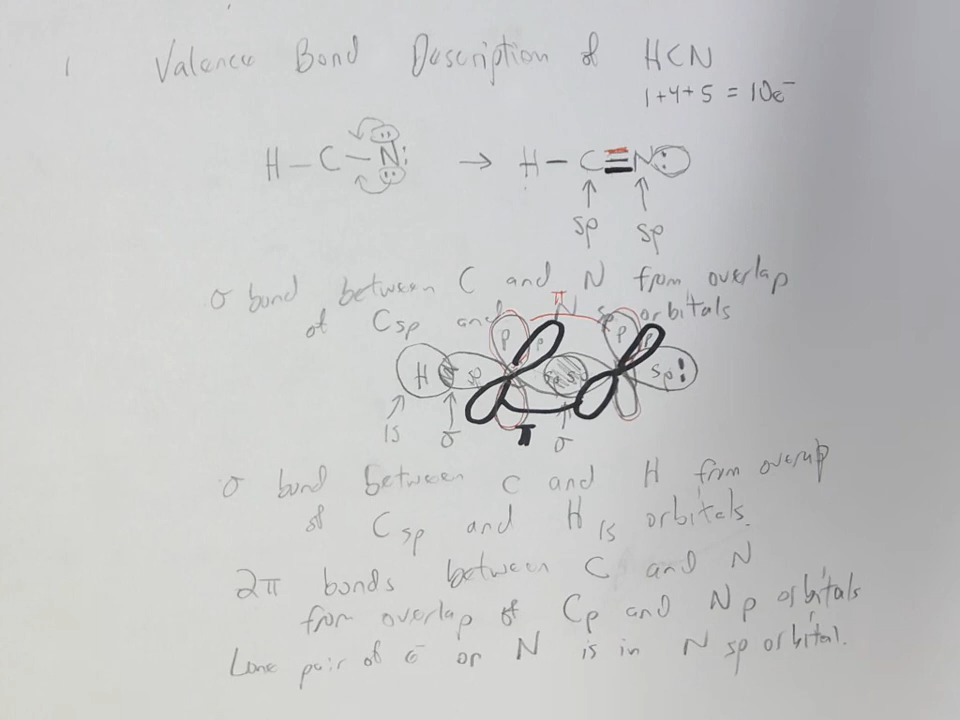 1 Valence Bond Description of HCN
1+4+5 = 10e⁻
H – C – N: → H – C ≡ N :
sp sp
σ bond between C and N from overlap
of Csp and N sp orbitals
π
p p p p
H sp sp sp sp :
1s σ π σ
σ bond between C and H from overlap
of Csp and H1s orbitals.
2π bonds between C and N
from overlap of Cp and Np orbitals
Lone pair of e⁻ on N is in N sp orbital.